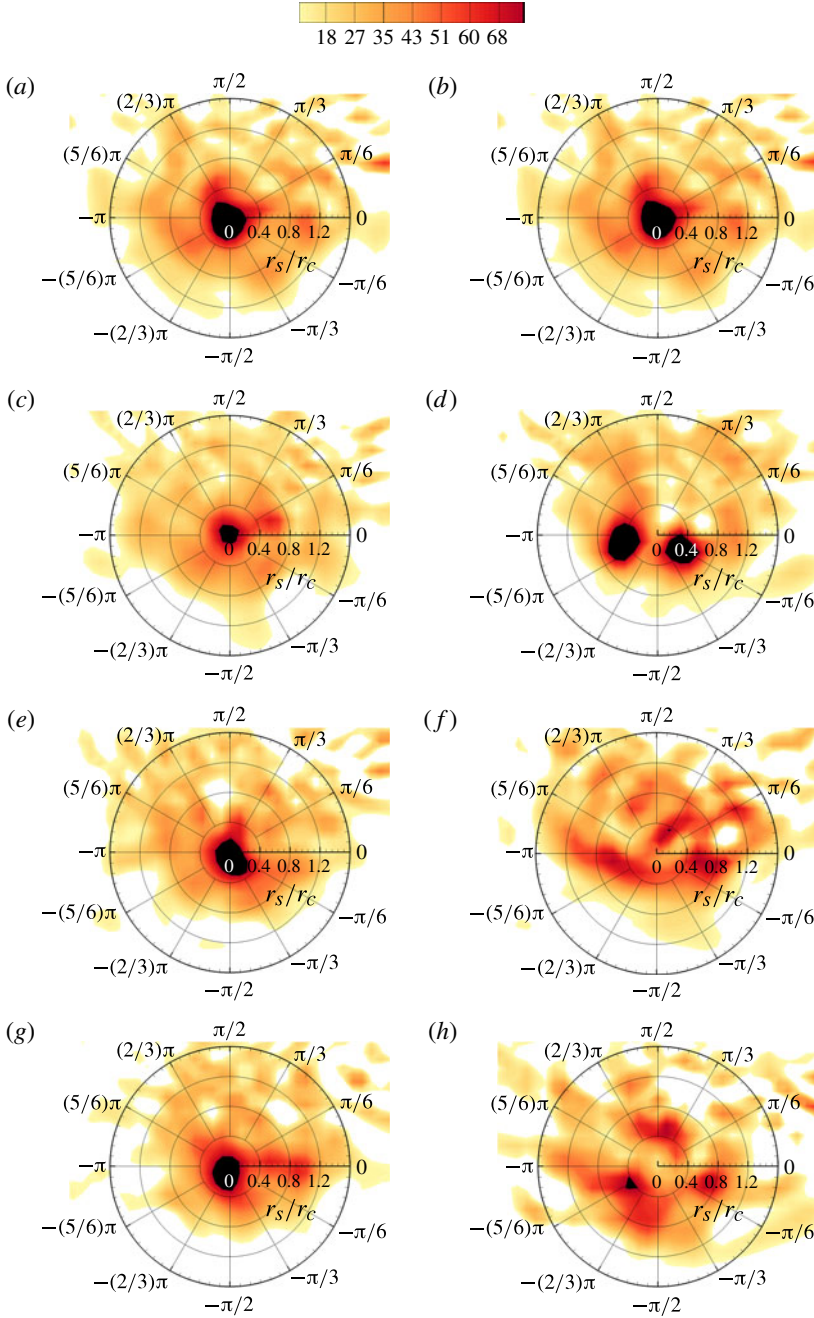 18 27 35 43 51 60 68
(a) (b)
π/2 π/2
(2/3)π π/3 (2/3)π π/3
(5/6)π π/6 (5/6)π π/6
−π 0 0.4 0.8 1.2 0 −π 0 0.4 0.8 1.2 0
r_s/r_c r_s/r_c
−(5/6)π −π/6 −(5/6)π −π/6
−(2/3)π −π/3 −(2/3)π −π/3
−π/2 −π/2
(c) (d)
π/2 π/2
(2/3)π π/3 (2/3)π π/3
(5/6)π π/6 (5/6)π π/6
−π 0 0.4 0.8 1.2 0 −π 0 0.4 0.8 1.2 0
r_s/r_c r_s/r_c
−(5/6)π −π/6 −(5/6)π −π/6
−(2/3)π −π/3 −(2/3)π −π/3
−π/2 −π/2
(e) (f)
π/2 π/2
(2/3)π π/3 (2/3)π π/3
(5/6)π π/6 (5/6)π π/6
−π 0 0.4 0.8 1.2 0 −π 0 0.4 0.8 1.2 0
r_s/r_c r_s/r_c
−(5/6)π −π/6 −(5/6)π −π/6
−(2/3)π −π/3 −(2/3)π −π/3
−π/2 −π/2
(g) (h)
π/2 π/2
(2/3)π π/3 (2/3)π π/3
(5/6)π π/6 (5/6)π π/6
−π 0 0.4 0.8 1.2 0 −π 0 0.4 0.8 1.2 0
r_s/r_c r_s/r_c
−(5/6)π −π/6 −(5/6)π −π/6
−(2/3)π −π/3 −(2/3)π −π/3
−π/2 −π/2